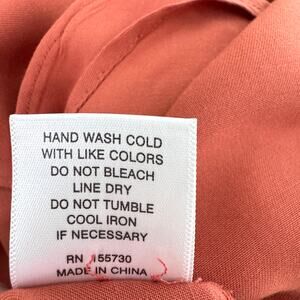 HAND WASH COLD
WITH LIKE COLORS
DO NOT BLEACH
LINE DRY
DO NOT TUMBLE
COOL IRON
IF NECESSARY
RN 155730
MADE IN CHINA